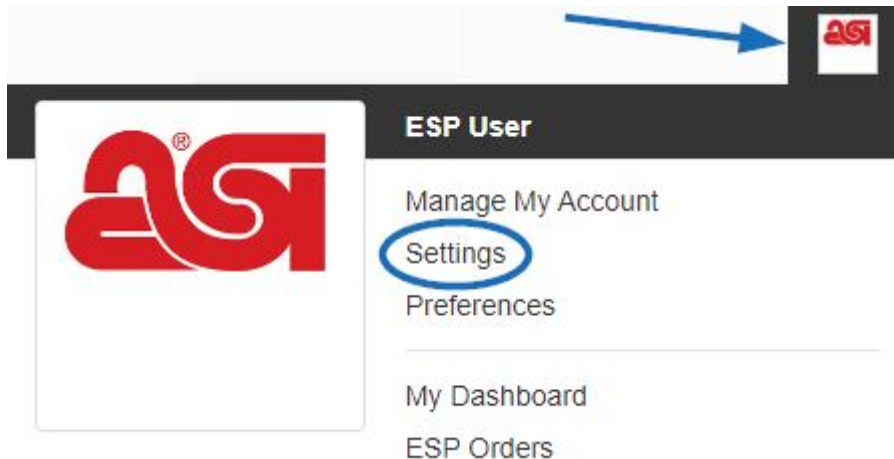 asi
ESP User
asi®
Manage My Account
Settings
Preferences
My Dashboard
ESP Orders